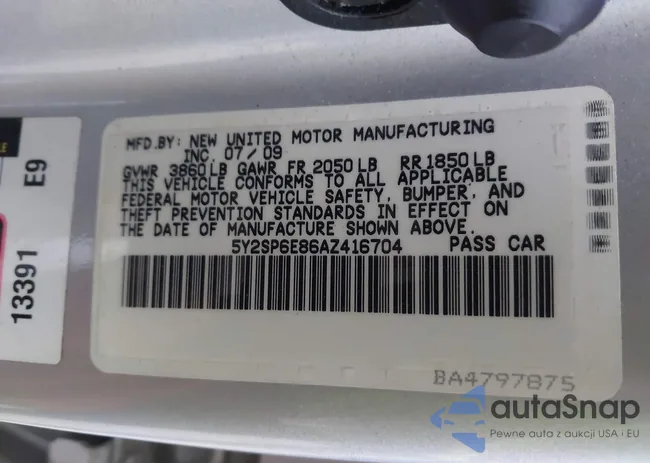 MFD.BY: NEW UNITED MOTOR MANUFACTURING
INC. 07/09
GVWR 3860LB GAWR FR 2050LB RR 1850LB
THIS VEHICLE CONFORMS TO ALL APPLICABLE
FEDERAL MOTOR VEHICLE SAFETY, BUMPER, AND
THEFT PREVENTION STANDARDS IN EFFECT ON
THE DATE OF MANUFACTURE SHOWN ABOVE.
5Y2SP6E86AZ416704 PASS CAR
BA4797875
13391 E9
autaSnap
Pewne auta z aukcji USA i EU